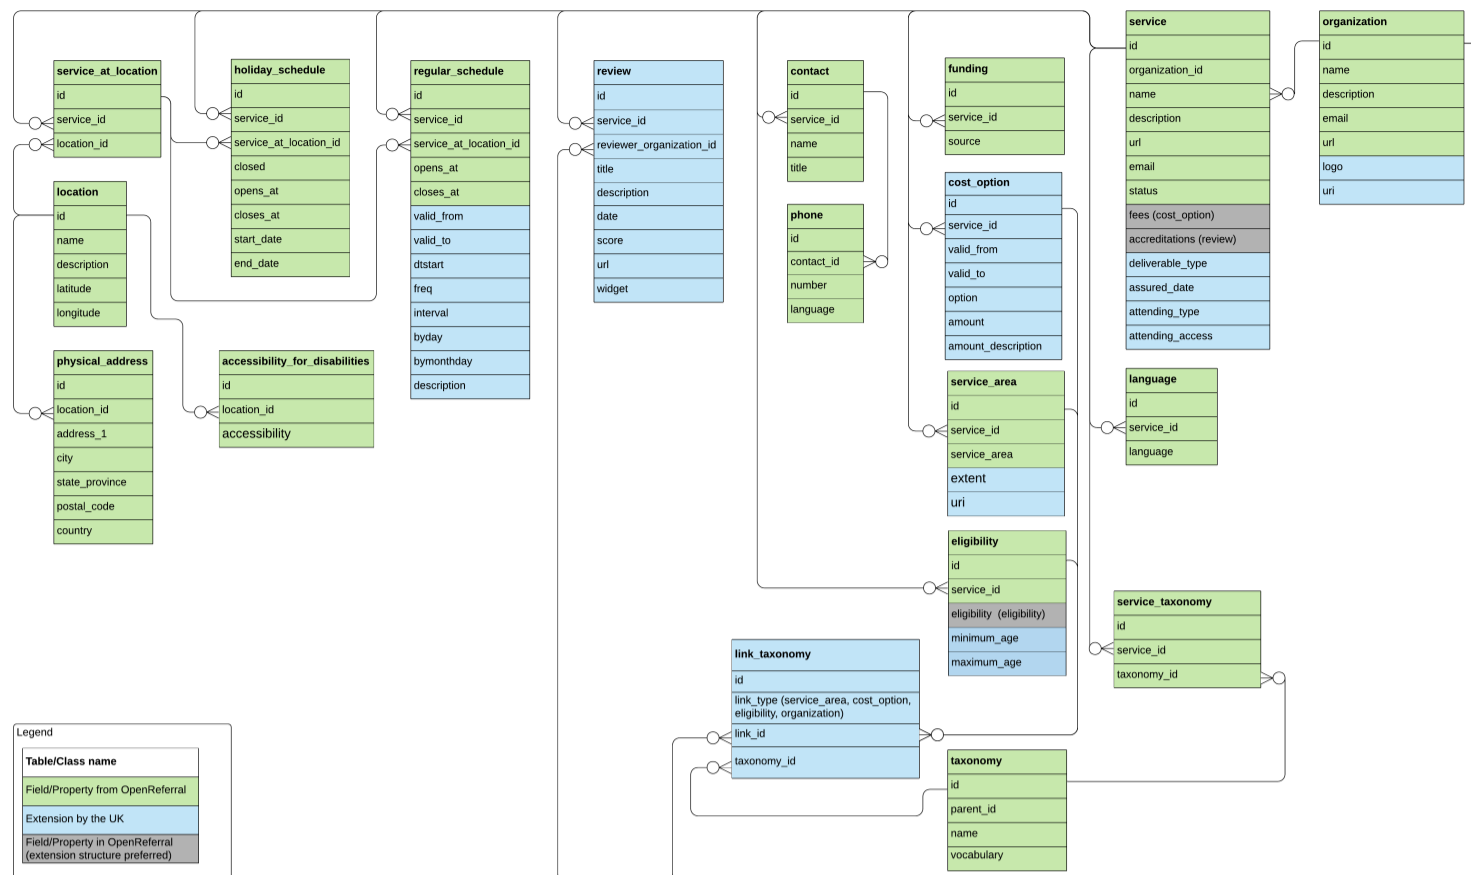 service_at_location
id
service_id
location_id
location
id
name
description
latitude
longitude
physical_address
id
location_id
address_1
city
state_province
postal_code
country
holiday_schedule
id
service_id
service_at_location_id
closed
opens_at
closes_at
start_date
end_date
accessibility_for_disabilities
id
location_id
accessibility
regular_schedule
id
service_id
service_at_location_id
opens_at
closes_at
valid_from
valid_to
dtstart
freq
interval
byday
bymonthday
description
review
id
service_id
reviewer_organization_id
title
description
date
score
url
widget
contact
id
service_id
name
title
phone
id
contact_id
number
language
funding
id
service_id
source
cost_option
id
service_id
valid_from
valid_to
option
amount
amount_description
service_area
id
service_id
service_area
extent
uri
eligibility
id
service_id
eligibility (eligibility)
minimum_age
maximum_age
link_taxonomy
id
link_type (service_area, cost_option,
eligibility, organization)
link_id
taxonomy_id
taxonomy
id
parent_id
name
vocabulary
service
id
organization_id
name
description
url
email
status
fees (cost_option)
accreditations (review)
deliverable_type
assured_date
attending_type
attending_access
language
id
service_id
language
service_taxonomy
id
service_id
taxonomy_id
organization
id
name
description
email
url
logo
uri
Legend
Table/Class name
Field/Property from OpenReferral
Extension by the UK
Field/Property in OpenReferral
(extension structure preferred)